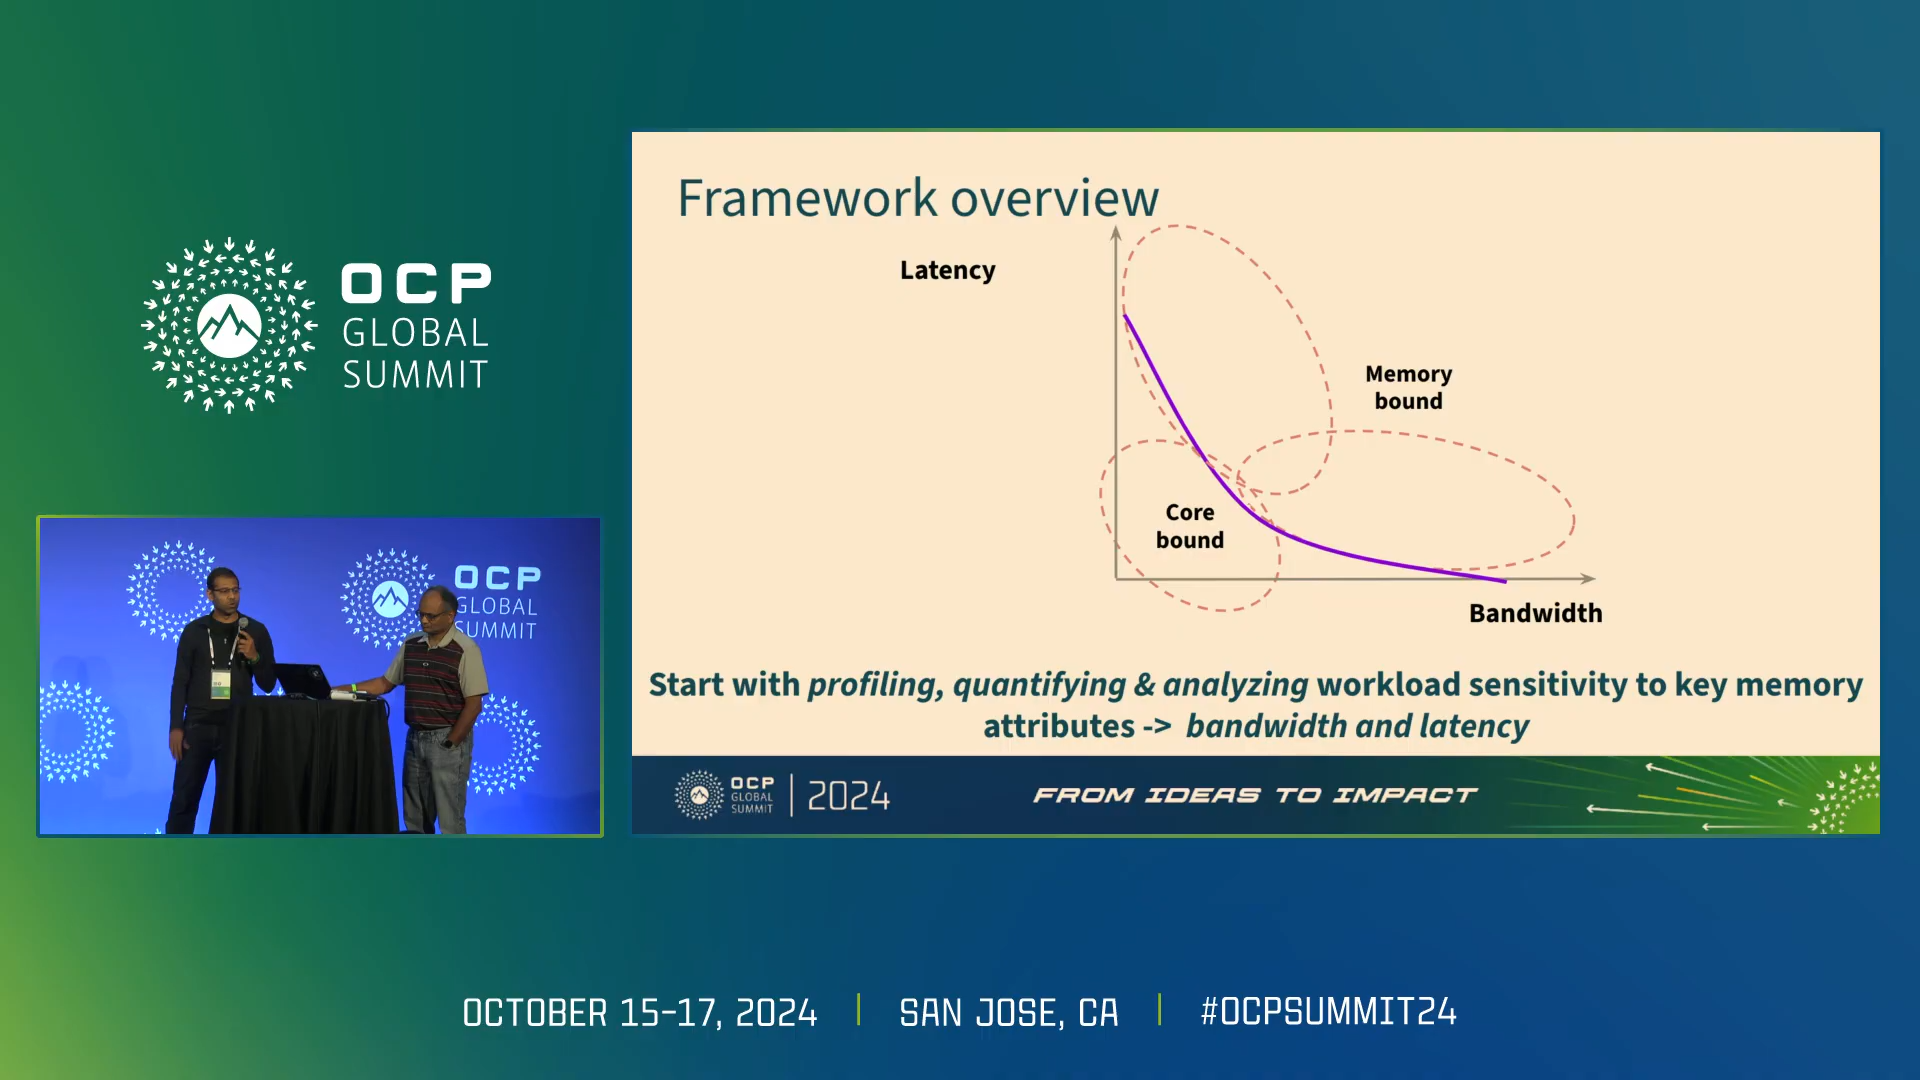 OCP
GLOBAL
SUMMIT
OCP
GLOBAL
SUMMIT
Framework overview
Latency
Memory
bound
Core
bound
Bandwidth
Start with profiling, quantifying & analyzing workload sensitivity to key memory
attributes -> bandwidth and latency
OCP
GLOBAL
SUMMIT
2024
FROM IDEAS TO IMPACT
OCTOBER 15-17, 2024
SAN JOSE, CA
#OCPSUMMIT24